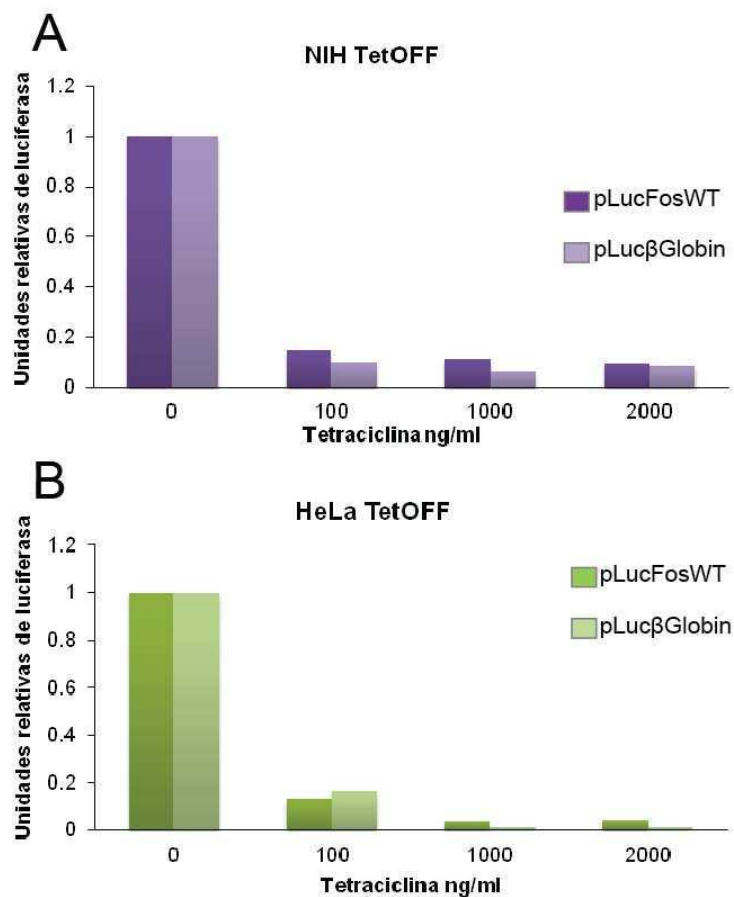 A
NIH TetOFF
Unidades relativas de luciferasa
1.2
1
0.8
0.6
0.4
0.2
0
pLucFosWT
pLucβGlobin
0 100 1000 2000
Tetraciclina ng/ml
B
HeLa TetOFF
Unidades relativas de luciferasa
1.2
1
0.8
0.6
0.4
0.2
0
pLucFosWT
pLucβGlobin
0 100 1000 2000
Tetraciclina ng/ml